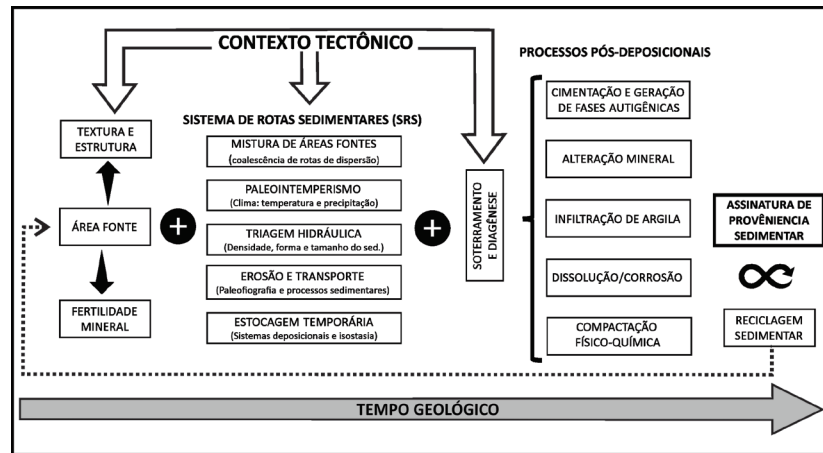 CONTEXTO TECTÔNICO
PROCESSOS PÓS-DEPOSICIONAIS
TEXTURA E
ESTRUTURA
ÁREA FONTE
FERTILIDADE
MINERAL
SISTEMA DE ROTAS SEDIMENTARES (SRS)
MISTURA DE ÁREAS FONTES
(coalescência de rotas de dispersão)
PALEOINTEMPERISMO
(Clima: temperatura e precipitação)
TRIAGEM HIDRÁULICA
(Densidade, forma e tamanho do sed.)
EROSÃO E TRANSPORTE
(Paleofiografia e processos sedimentares)
ESTOCAGEM TEMPORÁRIA
(Sistemas deposicionais e isostasia)
SOTERRAMENTO
E DIAGÊNESE
CIMENTAÇÃO E GERAÇÃO
DE FASES AUTIGÊNICAS
ALTERAÇÃO MINERAL
INFILTRAÇÃO DE ARGILA
DISSOLUÇÃO/CORROSÃO
COMPACTAÇÃO
FÍSICO-QUÍMICA
ASSINATURA DE
PROVÊNIENCIA
SEDIMENTAR
RECICLAGEM
SEDIMENTAR
TEMPO GEOLÓGICO